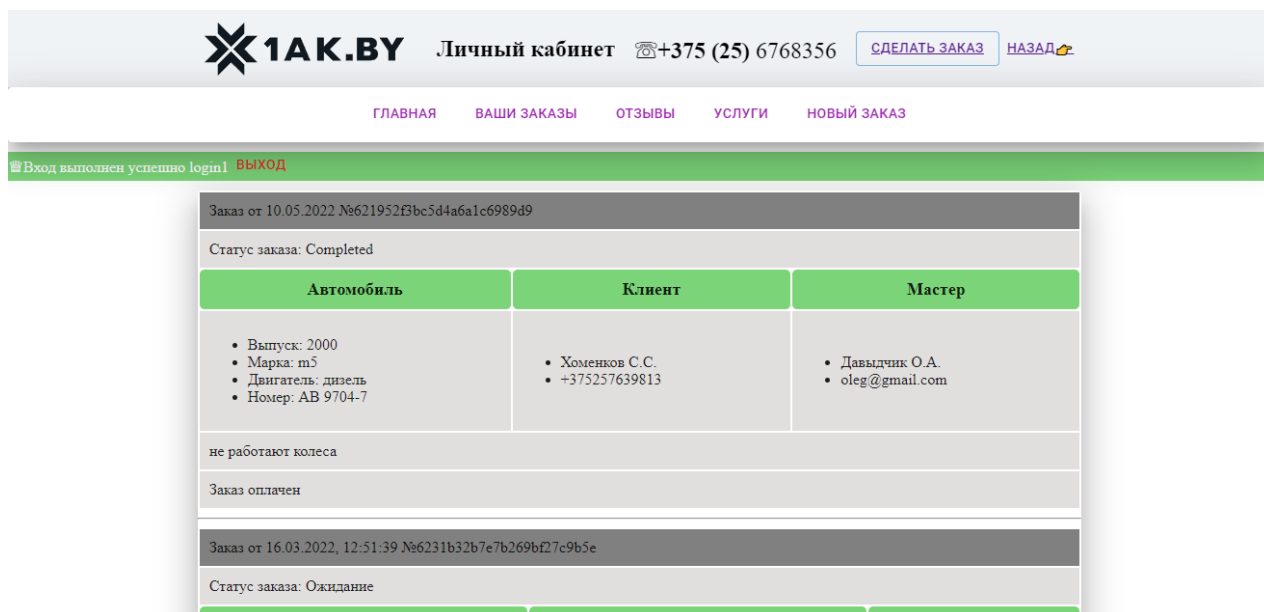 1AK.BY Личный кабинет ☏+375 (25) 6768356 СДЕЛАТЬ ЗАКАЗ НАЗАД
ГЛАВНАЯ ВАШИ ЗАКАЗЫ ОТЗЫВЫ УСЛУГИ НОВЫЙ ЗАКАЗ
Вход выполнен успешно login1 ВЫХОД
Заказ от 10.05.2022 №621952f3bc5d4a6a1c6989d9
Статус заказа: Completed
Автомобиль Клиент Мастер
Выпуск: 2000
Марка: m5
Двигатель: дизель
Номер: АВ 9704-7
Хоменков С.С.
+375257639813
Давыдчик О.А.
oleg@gmail.com
не работают колеса
Заказ оплачен
Заказ от 16.03.2022, 12:51:39 №6231b32b7e7b269bf27c9b5e
Статус заказа: Ожидание